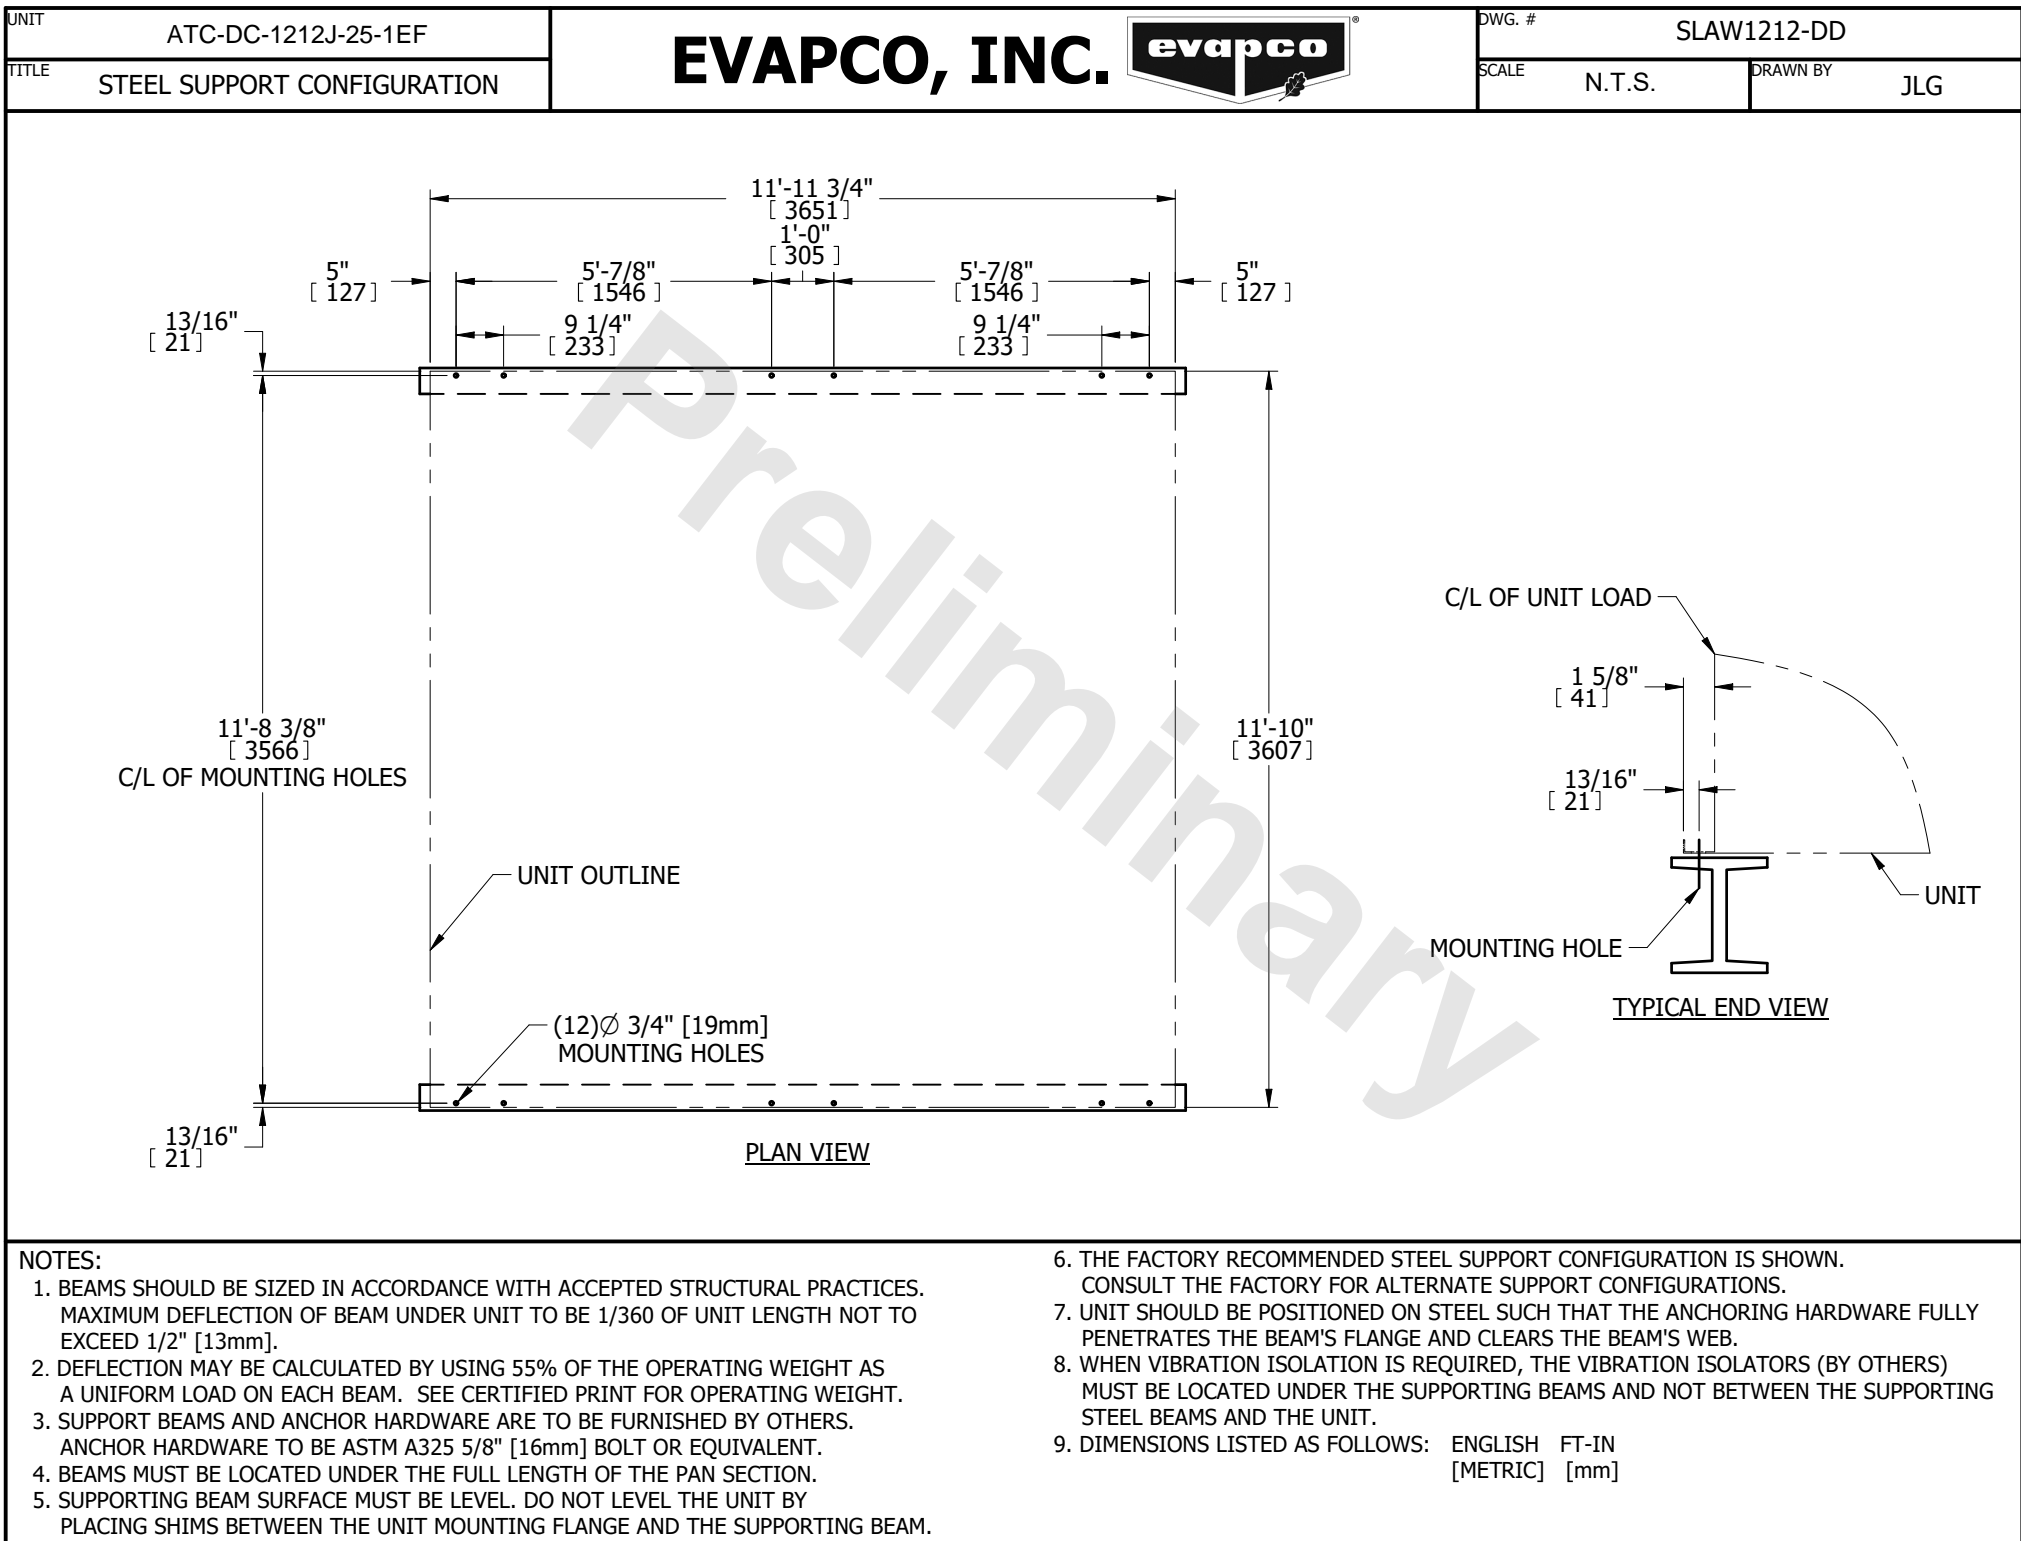 UNIT
ATC-DC-1212J-25-1EF
TITLE
STEEL SUPPORT CONFIGURATION
EVAPCO, INC.
evapco
®
DWG. #
SLAW1212-DD
SCALE
N.T.S.
DRAWN BY
JLG
11'-11 3/4"
[ 3651]
1'-0"
[ 305 ]
5"
[ 127]
5'-7/8"
[ 1546 ]
5'-7/8"
[ 1546 ]
5"
[ 127 ]
13/16"
[ 21]
9 1/4"
[ 233]
9 1/4"
[ 233 ]
Preliminary
C/L OF UNIT LOAD
1 5/8"
[ 41]
11'-8 3/8"
[ 3566]
C/L OF MOUNTING HOLES
11'-10"
[ 3607]
13/16"
[ 21]
UNIT OUTLINE
UNIT
MOUNTING HOLE
TYPICAL END VIEW
(12)∅ 3/4" [19mm]
MOUNTING HOLES
13/16"
[ 21]
PLAN VIEW
NOTES:
1. BEAMS SHOULD BE SIZED IN ACCORDANCE WITH ACCEPTED STRUCTURAL PRACTICES.
MAXIMUM DEFLECTION OF BEAM UNDER UNIT TO BE 1/360 OF UNIT LENGTH NOT TO
EXCEED 1/2" [13mm].
2. DEFLECTION MAY BE CALCULATED BY USING 55% OF THE OPERATING WEIGHT AS
A UNIFORM LOAD ON EACH BEAM. SEE CERTIFIED PRINT FOR OPERATING WEIGHT.
3. SUPPORT BEAMS AND ANCHOR HARDWARE ARE TO BE FURNISHED BY OTHERS.
ANCHOR HARDWARE TO BE ASTM A325 5/8" [16mm] BOLT OR EQUIVALENT.
4. BEAMS MUST BE LOCATED UNDER THE FULL LENGTH OF THE PAN SECTION.
5. SUPPORTING BEAM SURFACE MUST BE LEVEL. DO NOT LEVEL THE UNIT BY
PLACING SHIMS BETWEEN THE UNIT MOUNTING FLANGE AND THE SUPPORTING BEAM.
6. THE FACTORY RECOMMENDED STEEL SUPPORT CONFIGURATION IS SHOWN.
CONSULT THE FACTORY FOR ALTERNATE SUPPORT CONFIGURATIONS.
7. UNIT SHOULD BE POSITIONED ON STEEL SUCH THAT THE ANCHORING HARDWARE FULLY
PENETRATES THE BEAM'S FLANGE AND CLEARS THE BEAM'S WEB.
8. WHEN VIBRATION ISOLATION IS REQUIRED, THE VIBRATION ISOLATORS (BY OTHERS)
MUST BE LOCATED UNDER THE SUPPORTING BEAMS AND NOT BETWEEN THE SUPPORTING
STEEL BEAMS AND THE UNIT.
9. DIMENSIONS LISTED AS FOLLOWS: ENGLISH FT-IN
[METRIC] [mm]